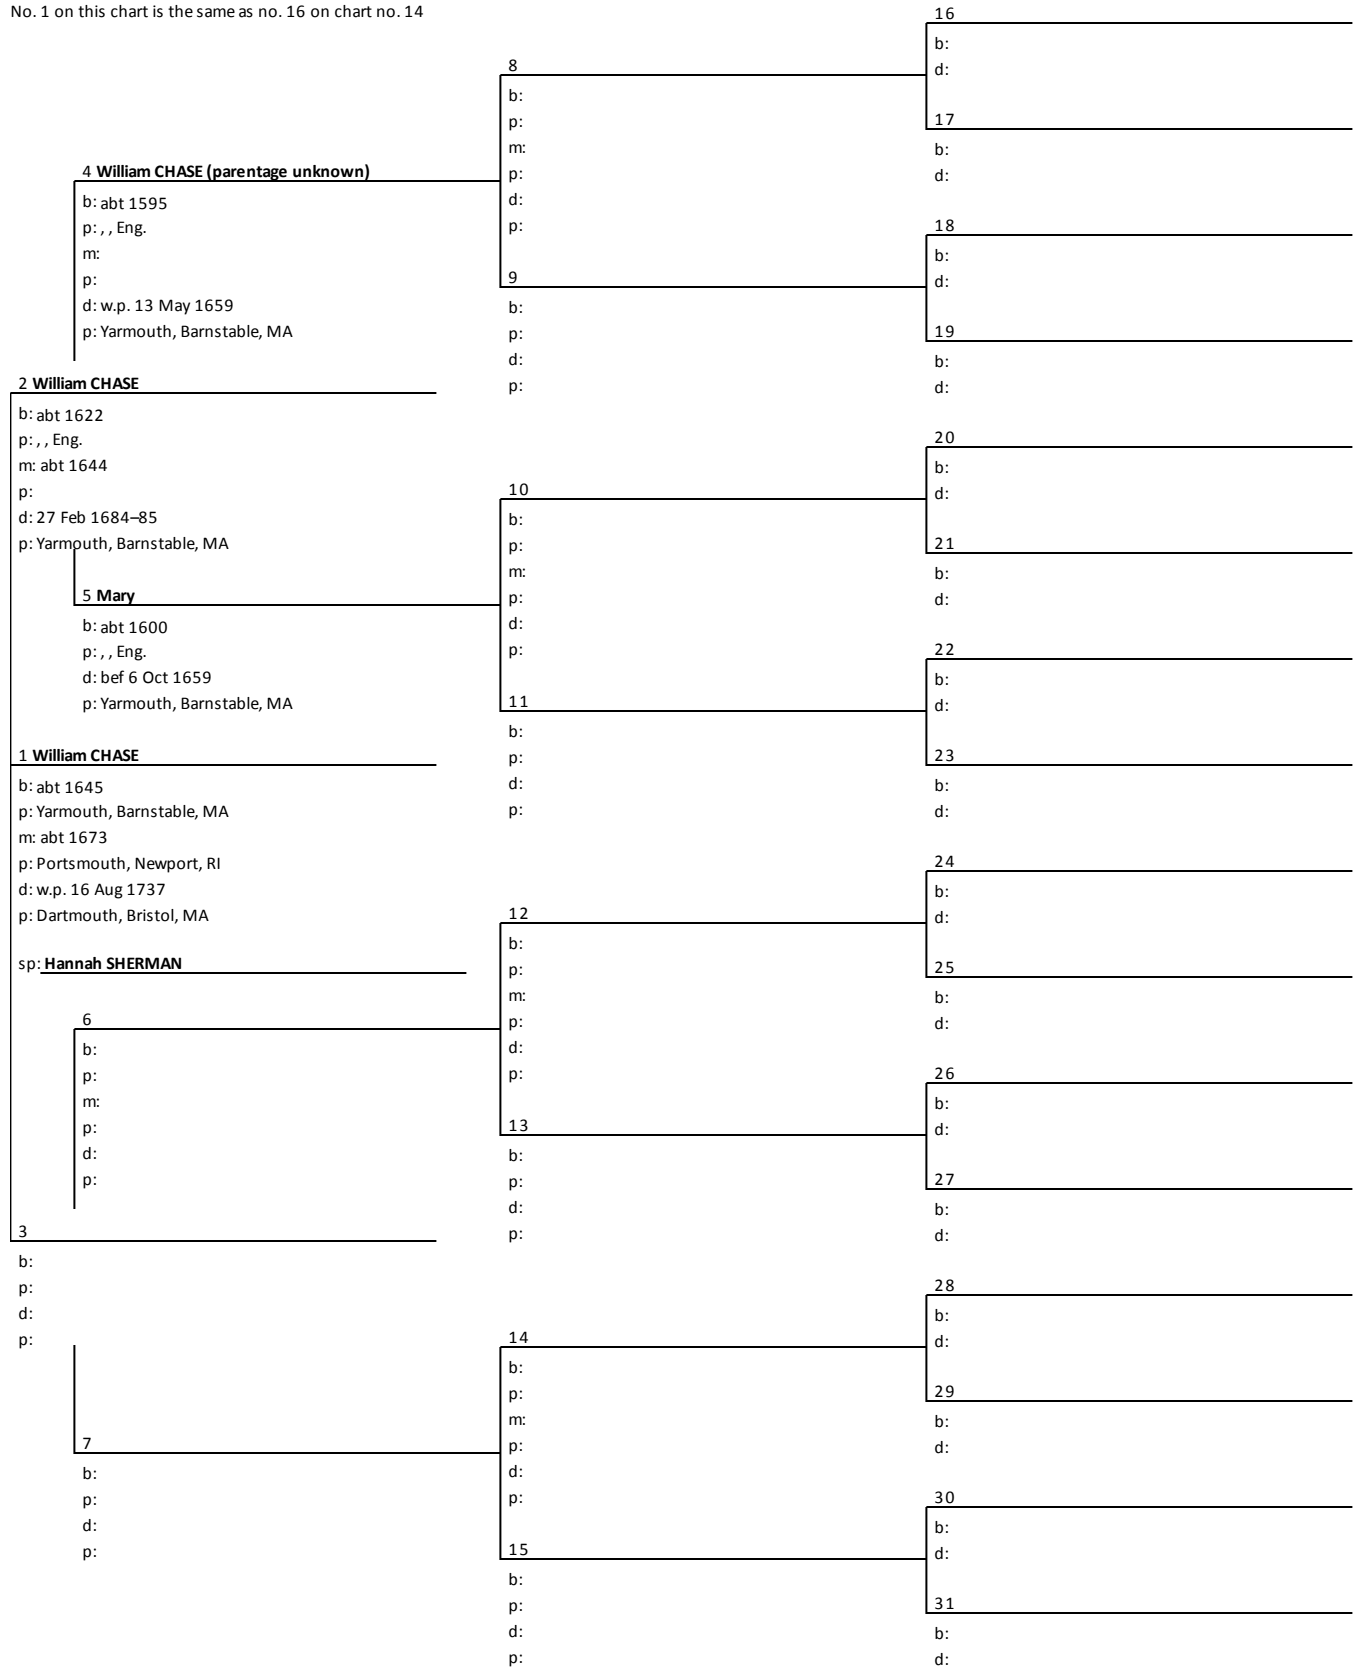 No. 1 on this chart is the same as no. 16 on chart no. 14
4 William CHASE (parentage unknown)
b: abt 1595
p: , , Eng.
m:
p:
d: w.p. 13 May 1659
p: Yarmouth, Barnstable, MA
2 William CHASE
b: abt 1622
p: , , Eng.
m: abt 1644
p:
d: 27 Feb 1684–85
p: Yarmouth, Barnstable, MA
5 Mary
b: abt 1600
p: , , Eng.
d: bef 6 Oct 1659
p: Yarmouth, Barnstable, MA
1 William CHASE
b: abt 1645
p: Yarmouth, Barnstable, MA
m: abt 1673
p: Portsmouth, Newport, RI
d: w.p. 16 Aug 1737
p: Dartmouth, Bristol, MA
sp: Hannah SHERMAN
6
b:
p:
m:
p:
d:
p:
3
b:
p:
d:
p:
7
b:
p:
d:
p:
8
b:
p:
m:
p:
d:
p:
9
b:
p:
d:
p:
10
b:
p:
m:
p:
d:
p:
11
b:
p:
d:
p:
12
b:
p:
m:
p:
d:
p:
13
b:
p:
d:
p:
14
b:
p:
m:
p:
d:
p:
15
b:
p:
d:
p:
16
b:
d:
17
b:
d:
18
b:
d:
19
b:
d:
20
b:
d:
21
b:
d:
22
b:
d:
23
b:
d:
24
b:
d:
25
b:
d:
26
b:
d:
27
b:
d:
28
b:
d:
29
b:
d:
30
b:
d:
31
b:
d: